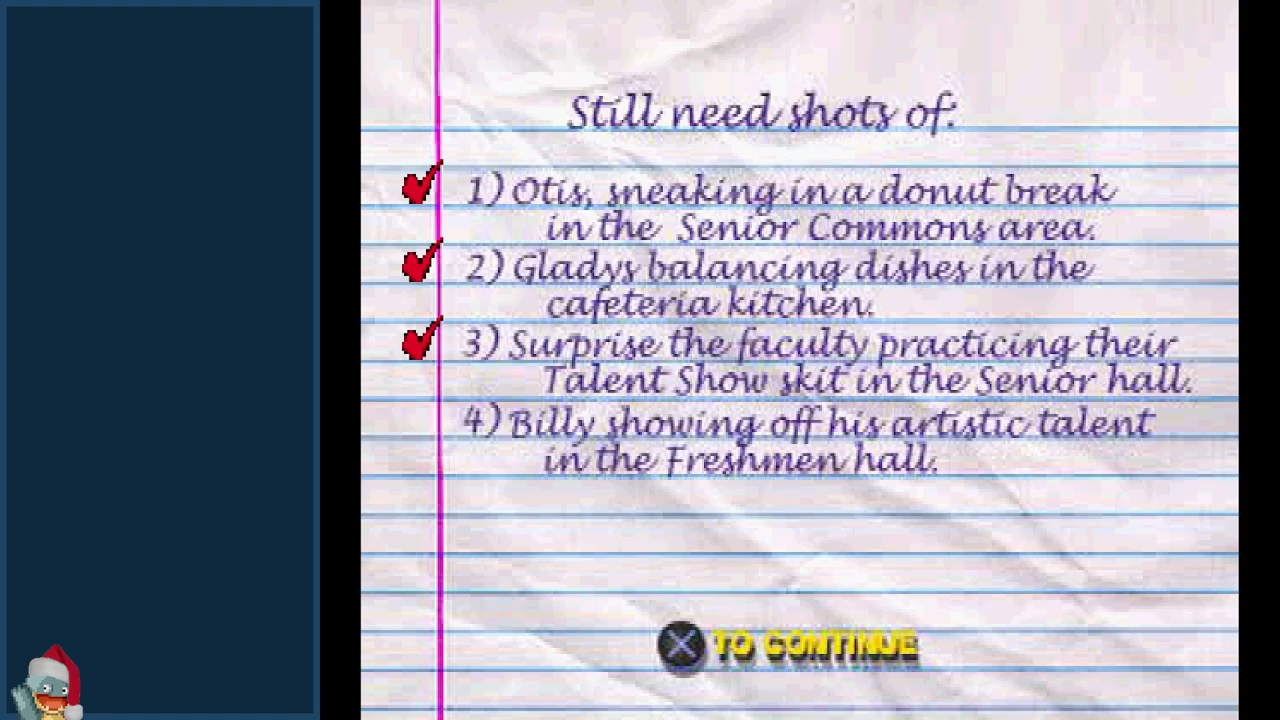 Still need shots of:
1) Otis, sneaking in a donut break
in the Senior Commons area.
2) Gladys balancing dishes in the
cafeteria kitchen.
3) Surprise the faculty practicing their
Talent Show skit in the Senior hall.
4) Billy showing off his artistic talent
in the Freshmen hall.
X TO CONTINUE